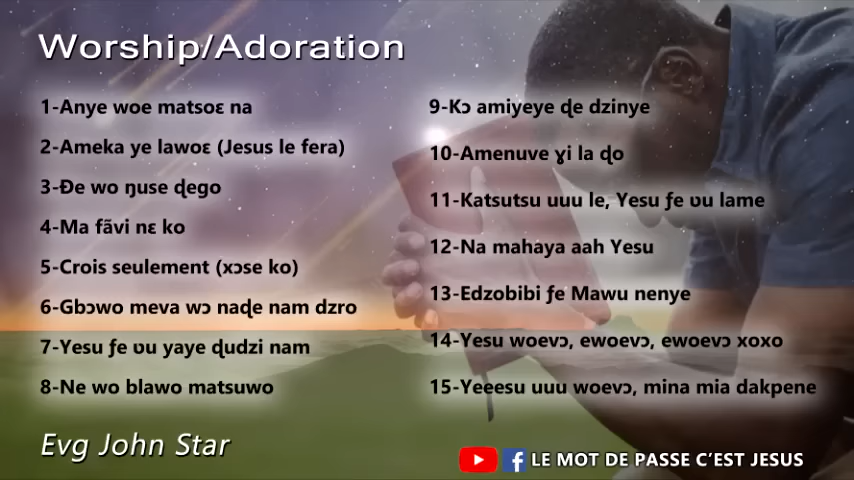 Worship/Adoration
1-Anye woe matsoɛ na
2-Ameka ye lawoɛ (Jesus le fera)
3-Ɖe wo ŋuse ɖego
4-Ma fãvi nɛ ko
5-Crois seulement (xɔse ko)
6-Gbɔwo meva wɔ naɖe nam dzro
7-Yesu ƒe ʋu yaye ɖudzi nam
8-Ne wo blawo matsuwo
9-Kɔ amiyeye ɖe dzinye
10-Amenuve ɣi la ɖo
11-Katsutsu uuu le, Yesu ƒe ʋu lame
12-Na mahaya aah Yesu
13-Edzobibi ƒe Mawu nenye
14-Yesu woevɔ, ewoevɔ, ewoevɔ xoxo
15-Yeeesu uuu woevɔ, mina mia dakpene
Evg John Star
LE MOT DE PASSE C'EST JESUS